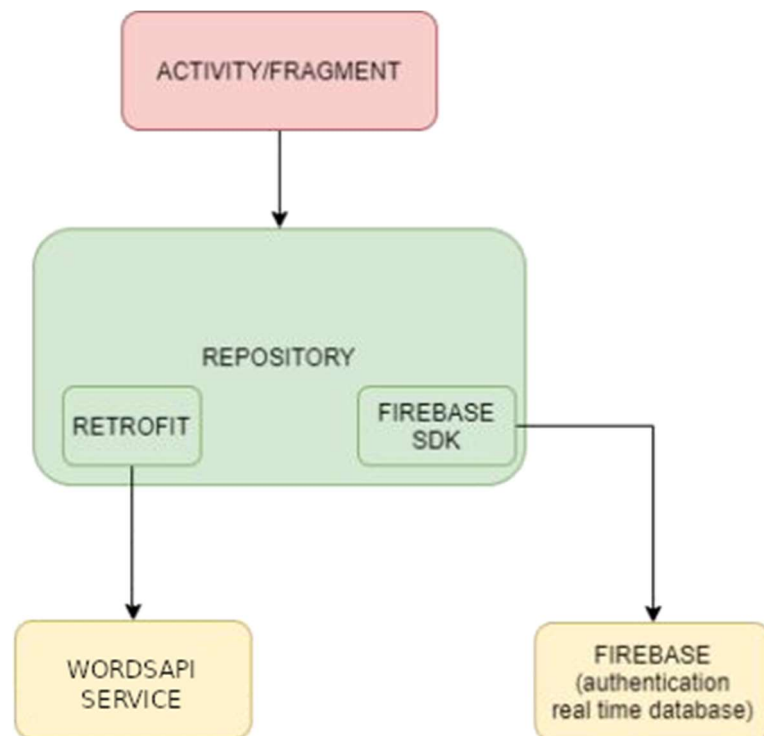 ACTIVITY/FRAGMENT
REPOSITORY
RETROFIT
FIREBASE
SDK
WORDSAPI
SERVICE
FIREBASE
(authentication
real time database)